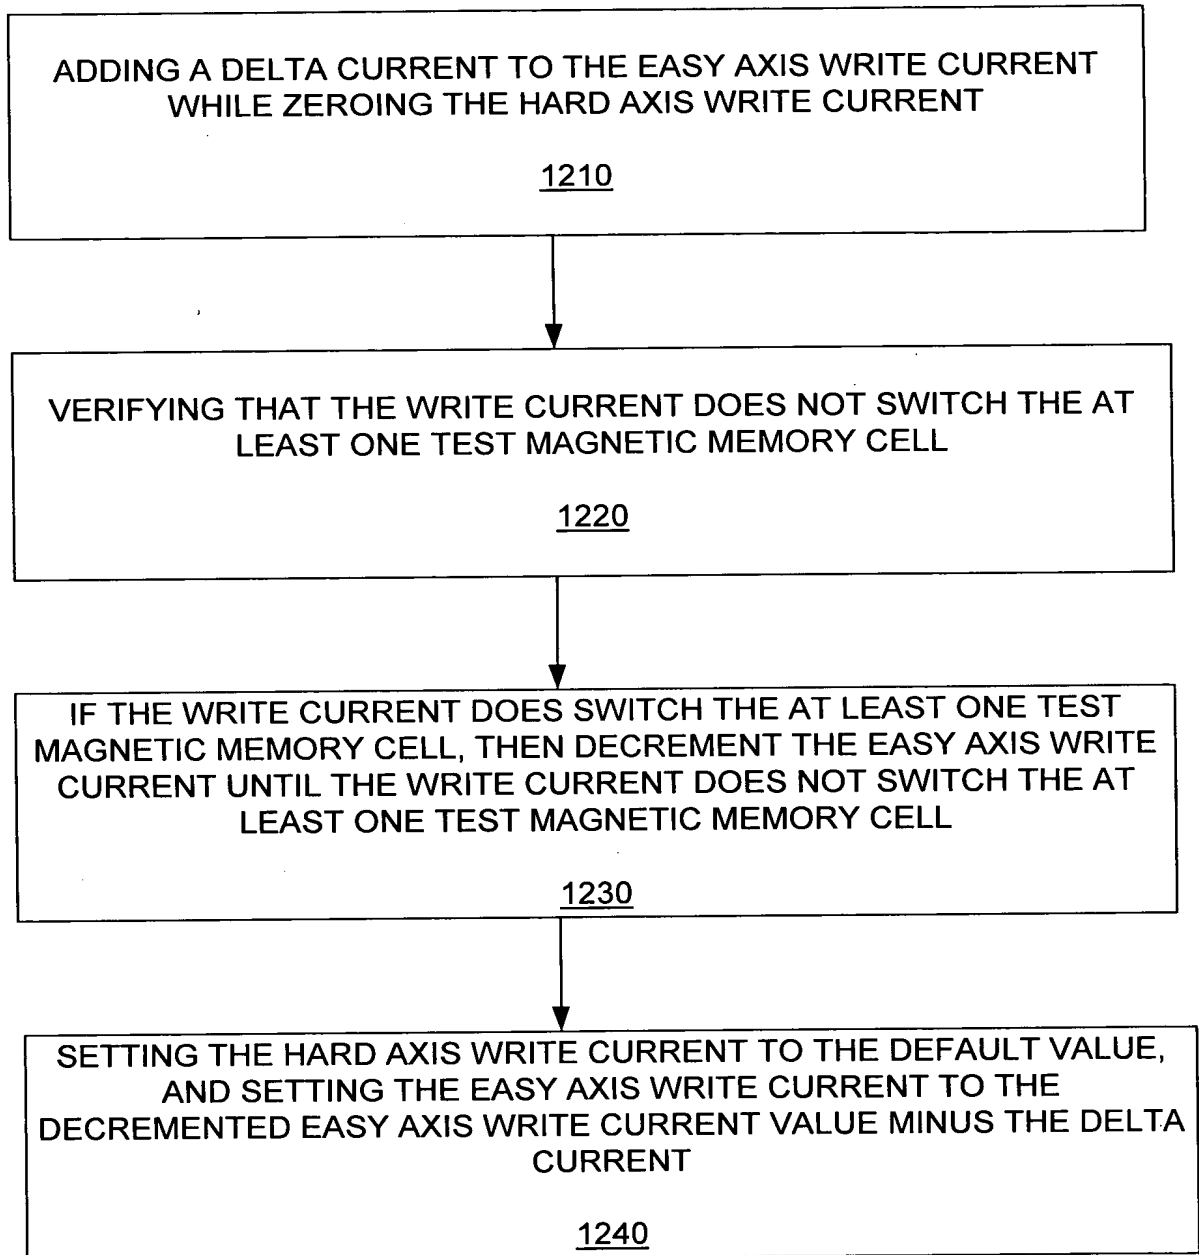 ADDING A DELTA CURRENT TO THE EASY AXIS WRITE CURRENT
WHILE ZEROING THE HARD AXIS WRITE CURRENT
1210
VERIFYING THAT THE WRITE CURRENT DOES NOT SWITCH THE AT
LEAST ONE TEST MAGNETIC MEMORY CELL
1220
IF THE WRITE CURRENT DOES SWITCH THE AT LEAST ONE TEST
MAGNETIC MEMORY CELL, THEN DECREMENT THE EASY AXIS WRITE
CURRENT UNTIL THE WRITE CURRENT DOES NOT SWITCH THE AT
LEAST ONE TEST MAGNETIC MEMORY CELL
1230
SETTING THE HARD AXIS WRITE CURRENT TO THE DEFAULT VALUE,
AND SETTING THE EASY AXIS WRITE CURRENT TO THE
DECREMENTED EASY AXIS WRITE CURRENT VALUE MINUS THE DELTA
CURRENT
1240